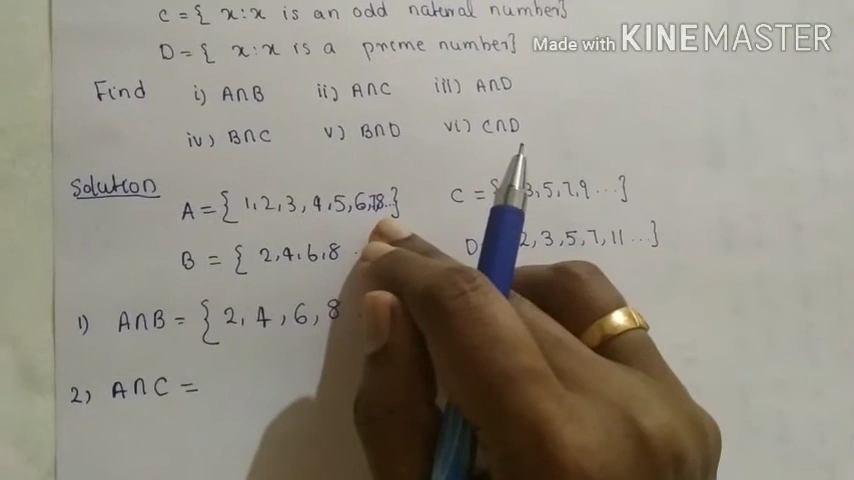 C = { x : x is an odd natural number}
D = { x : x is a preme number}
Made with KINEMASTER
Find i) A∩B ii) A∩C iii) A∩D
iv) B∩C v) B∩D vi) C∩D
Solution
A = { 1, 2, 3, 4, 5, 6, 7, 8...} C = { 3, 5, 7, 9 ...}
B = { 2, 4, 6, 8 D 2, 3, 5, 7, 11 ...}
1) A∩B = { 2, 4, 6, 8
2) A∩C =